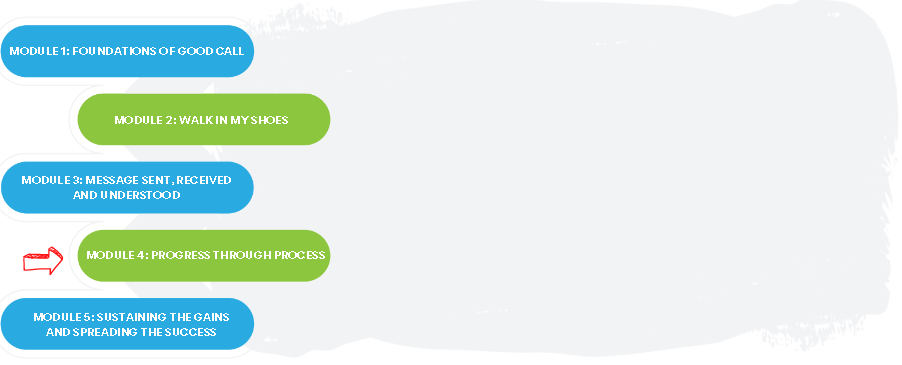 MODULE 1: FOUNDATIONS OF GOOD CALL
MODULE 2: WALK IN MY SHOES
MODULE 3: MESSAGE SENT, RECEIVED
AND UNDERSTOOD
MODULE 4: PROGRESS THROUGH PROCESS
MODULE 5: SUSTAINING THE GAINS
AND SPREADING THE SUCCESS